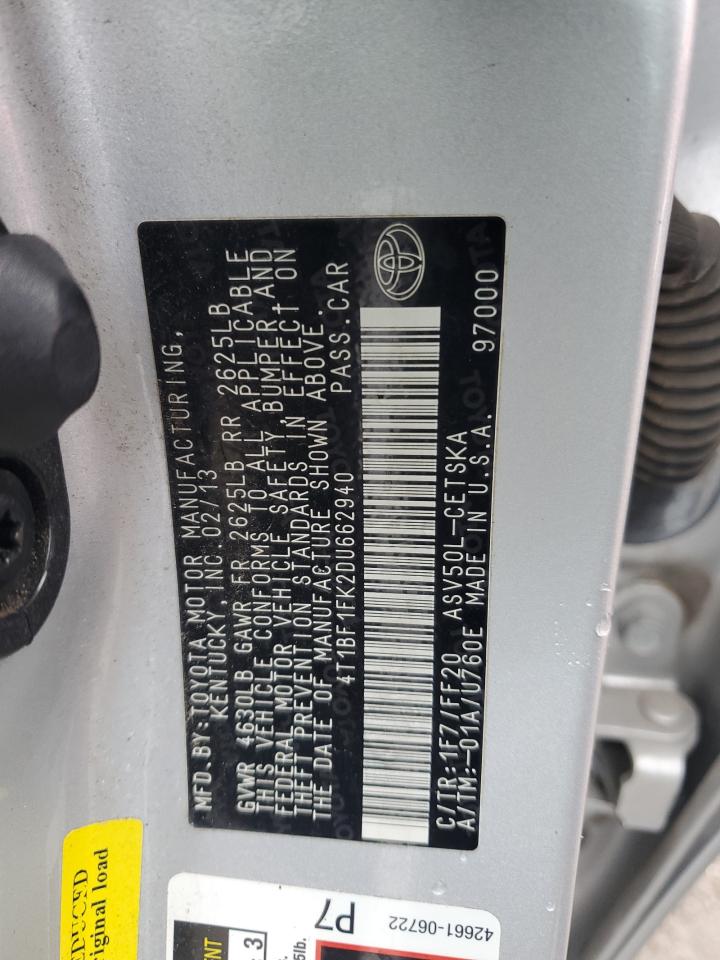 MFD.BY:TOYOTA MOTOR MANUFACTURING,
KENTUCKY, INC 02/13
GVWR 4630LB GAWR FR 2625LB RR 2625LB
THIS VEHICLE CONFORMS TO ALL APPLICABLE
FEDERAL MOTOR VEHICLE SAFETY BUMPER AND
THEFT PREVENTION STANDARDS IN EFFECT ON
THE DATE OF MANUFACTURE SHOWN ABOVE.
4T1BF1FK2DU662940 PASS.CAR
C/TR:1F7/FF20 ASV50L-CETSKA
A/TM:-01A/U760E MADE IN U.S.A. 97000
P7
42661-06722